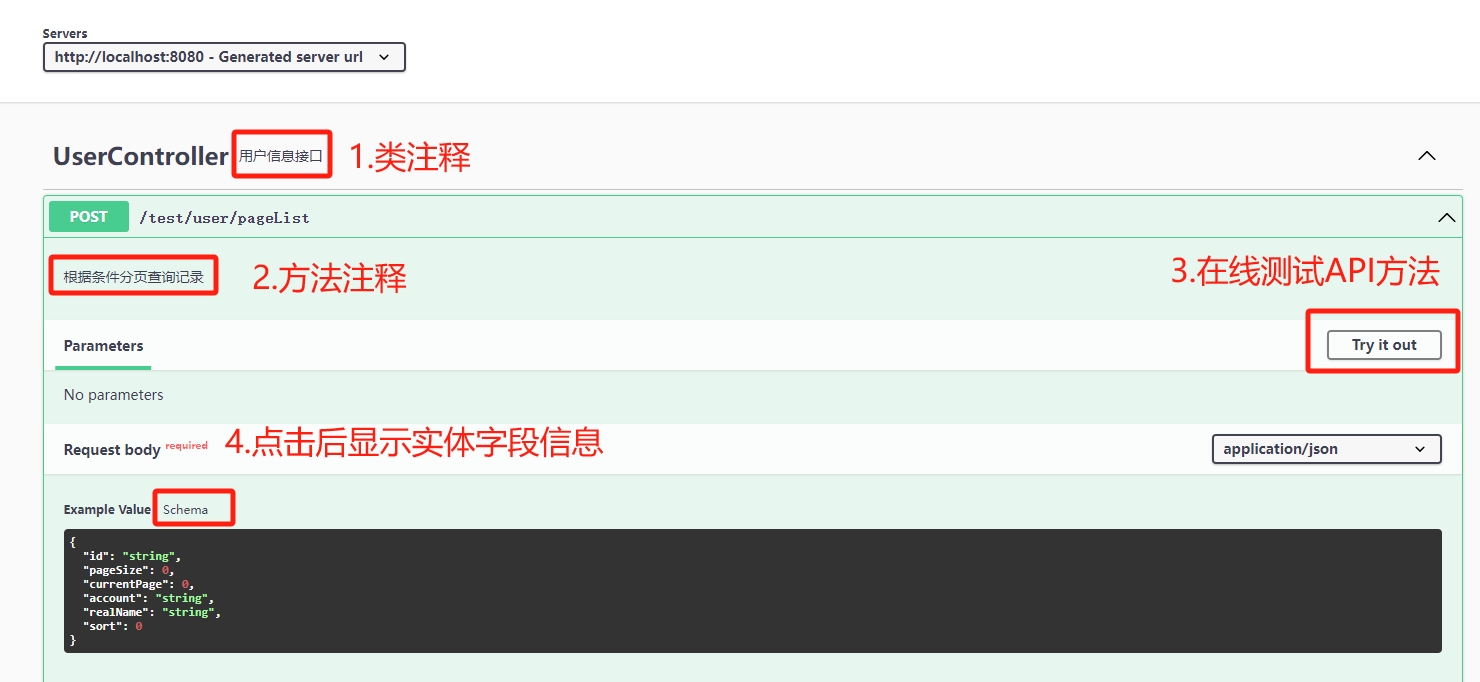 Servers
http://localhost:8080 - Generated server url
UserController 用户信息接口 1.类注释
POST /test/user/pageList
根据条件分页查询记录 2.方法注释 3.在线测试API方法
Parameters Try it out
No parameters
Request body required 4.点击后显示实体字段信息 application/json
Example Value Schema
{
"id": "string",
"pageSize": 0,
"currentPage": 0,
"account": "string",
"realName": "string",
"sort": 0
}